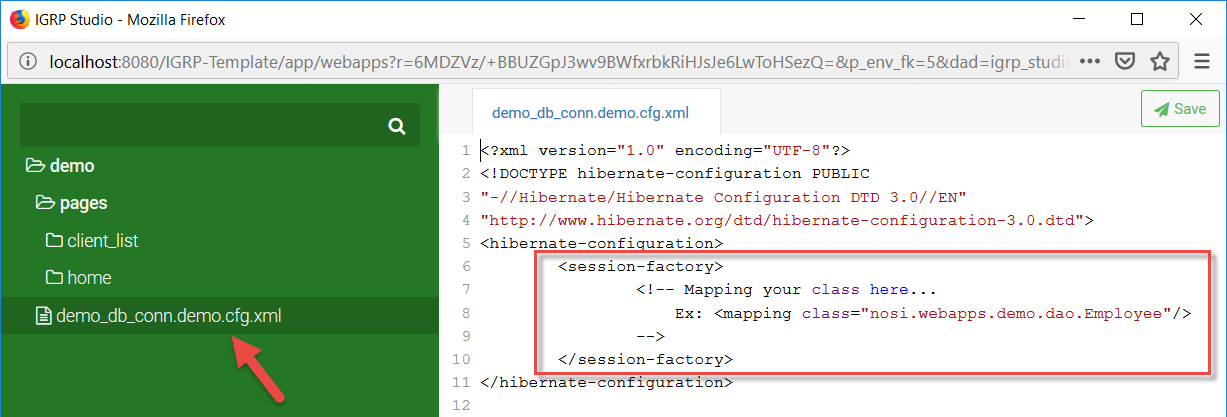 IGRP Studio - Mozilla Firefox
localhost:8080/IGRP-Template/app/webapps?r=6MDZVz/+BBUZGpJ3wv9BWfxrbkRiHJsJe6LwToHSezQ=&p_env_fk=5&dad=igrp_studio
demo
pages
client_list
home
demo_db_conn.demo.cfg.xml
demo_db_conn.demo.cfg.xml
Save
1 <?xml version="1.0" encoding="UTF-8"?>
2 <!DOCTYPE hibernate-configuration PUBLIC
3 "-//Hibernate/Hibernate Configuration DTD 3.0//EN"
4 "http://www.hibernate.org/dtd/hibernate-configuration-3.0.dtd">
5 <hibernate-configuration>
6 <session-factory>
7 <!-- Mapping your class here...
8 Ex: <mapping class="nosi.webapps.demo.dao.Employee"/>
9 -->
10 </session-factory>
11 </hibernate-configuration>
12